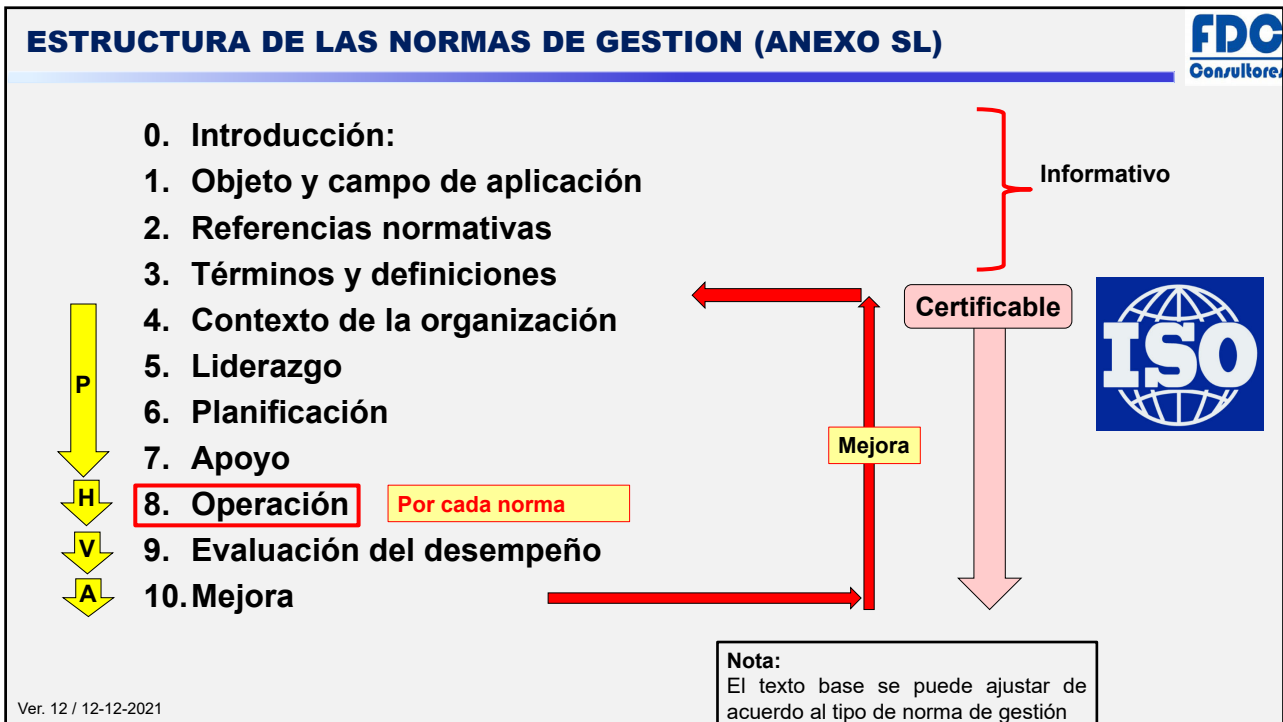 ESTRUCTURA DE LAS NORMAS DE GESTION (ANEXO SL)
FDC
Consultores
0. Introducción:
1. Objeto y campo de aplicación
2. Referencias normativas
3. Términos y definiciones
4. Contexto de la organización
5. Liderazgo
6. Planificación
7. Apoyo
8. Operación
9. Evaluación del desempeño
10. Mejora
P
H
V
A
Por cada norma
Mejora
Informativo
Certificable
ISO
Nota:
El texto base se puede ajustar de
acuerdo al tipo de norma de gestión
Ver. 12 / 12-12-2021